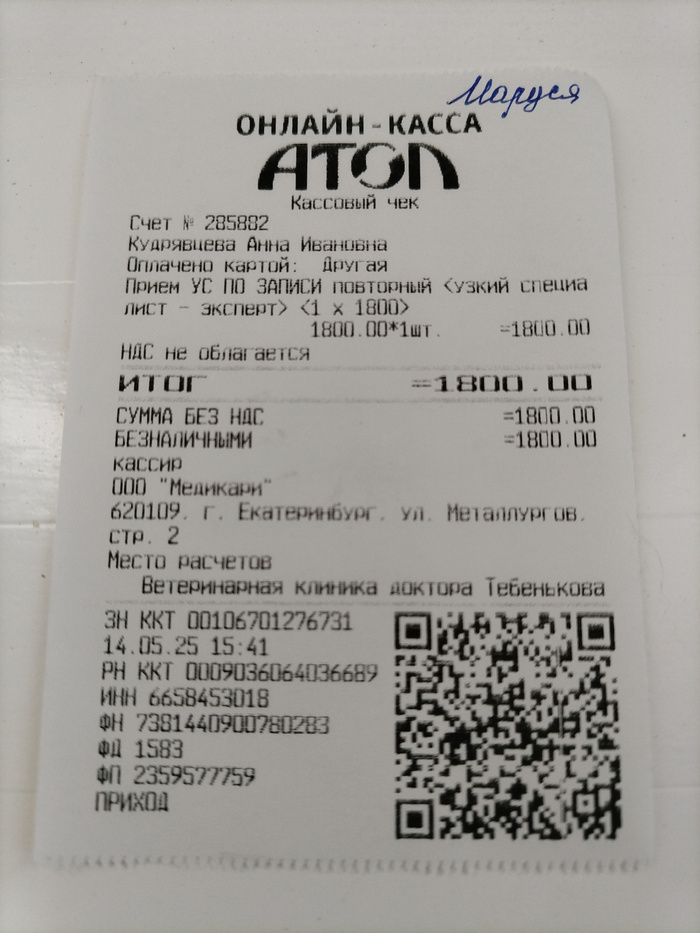 Маруся
ОНЛАЙН-КАССА
АТОЛ
Кассовый чек
Счет № 285882
Кудрявцева Анна Ивановна
Оплачено картой: Другая
Прием УС ПО ЗАПИСИ повторный <узкий специа
лист - эксперт> <1 x 1800>
1800.00*1шт. =1800.00
НДС не облагается
ИТОГ =1800.00
СУММА БЕЗ НДС =1800.00
БЕЗНАЛИЧНЫМИ =1800.00
кассир
ООО "Медикари"
620109. г. Екатеринбург. ул. Металлургов.
стр. 2
Место расчетов
Ветеринарная клиника доктора Тебенькова
ЗН ККТ 00106701276731
14.05.25 15:41
РН ККТ 0009036064036689
ИНН 6658453018
ФН 7381440900780283
ФД 1583
ФП 2359577759
ПРИХОД